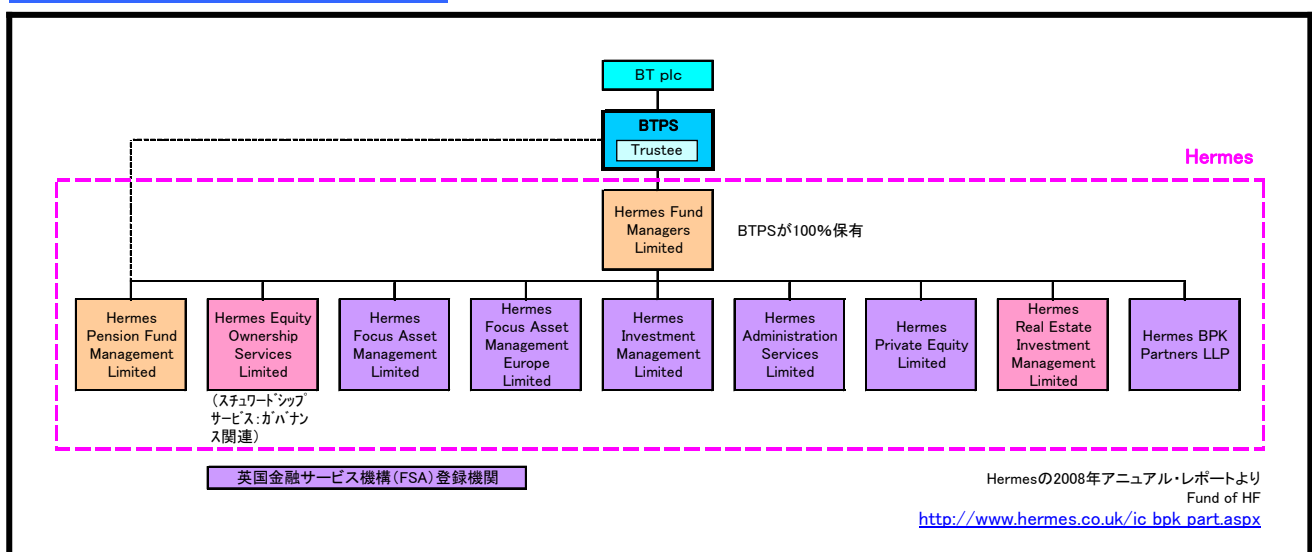 BT plc
BTPS
Trustee
Hermes
Hermes Fund
Managers
Limited
BTPSが100%保有
Hermes
Pension Fund
Management
Limited
Hermes Equity
Ownership
Services
Limited
Hermes
Focus Asset
Management
Limited
Hermes
Focus Asset
Management
Europe
Limited
Hermes
Investment
Management
Limited
Hermes
Administration
Services
Limited
Hermes
Private Equity
Limited
Hermes
Real Estate
Investment
Management
Limited
Hermes BPK
Partners LLP
(スチュワードシップ
サービス:ガバナン
ス関連)
英国金融サービス機構(FSA)登録機関
Hermesの2008年アニュアル・レポートより
Fund of HF
http://www.hermes.co.uk/ic_bpk_part.aspx